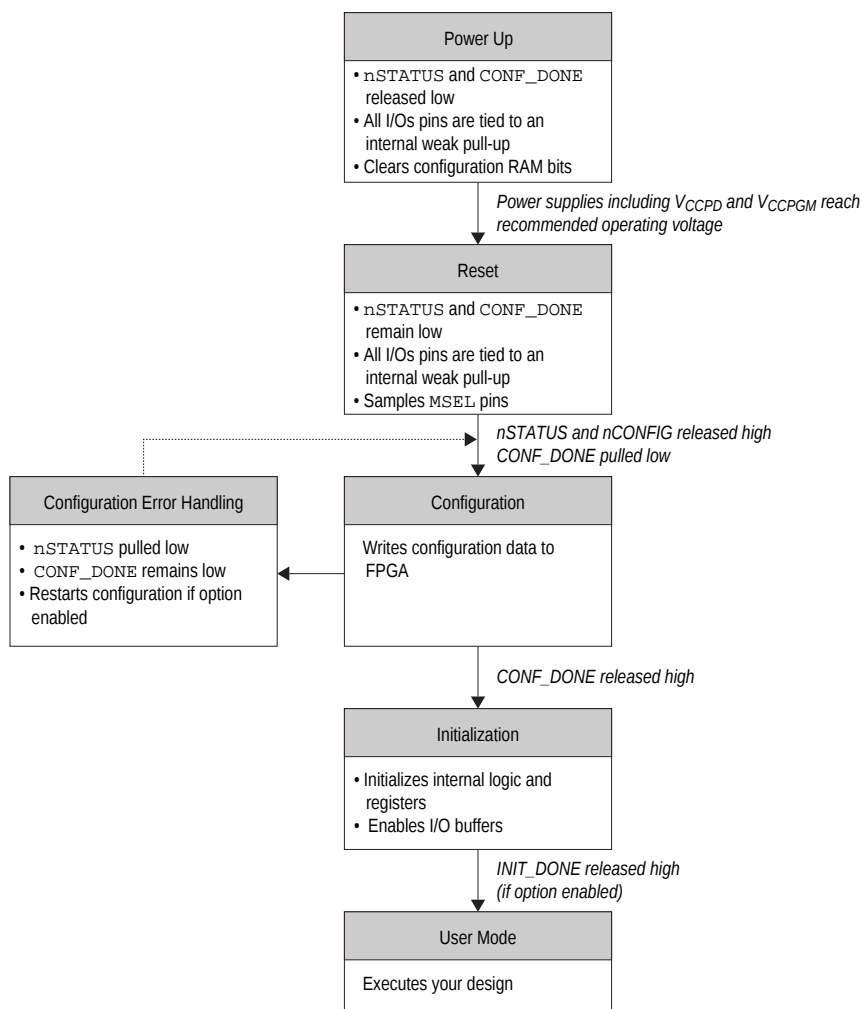 Power Up
• nSTATUS and CONF_DONE
released low
• All I/Os pins are tied to an
internal weak pull-up
• Clears configuration RAM bits
Power supplies including VCCPD and VCCPGM reach
recommended operating voltage
Reset
• nSTATUS and CONF_DONE
remain low
• All I/Os pins are tied to an
internal weak pull-up
• Samples MSEL pins
nSTATUS and nCONFIG released high
CONF_DONE pulled low
Configuration Error Handling
• nSTATUS pulled low
• CONF_DONE remains low
• Restarts configuration if option
enabled
Configuration
Writes configuration data to
FPGA
CONF_DONE released high
Initialization
• Initializes internal logic and
registers
• Enables I/O buffers
INIT_DONE released high
(if option enabled)
User Mode
Executes your design